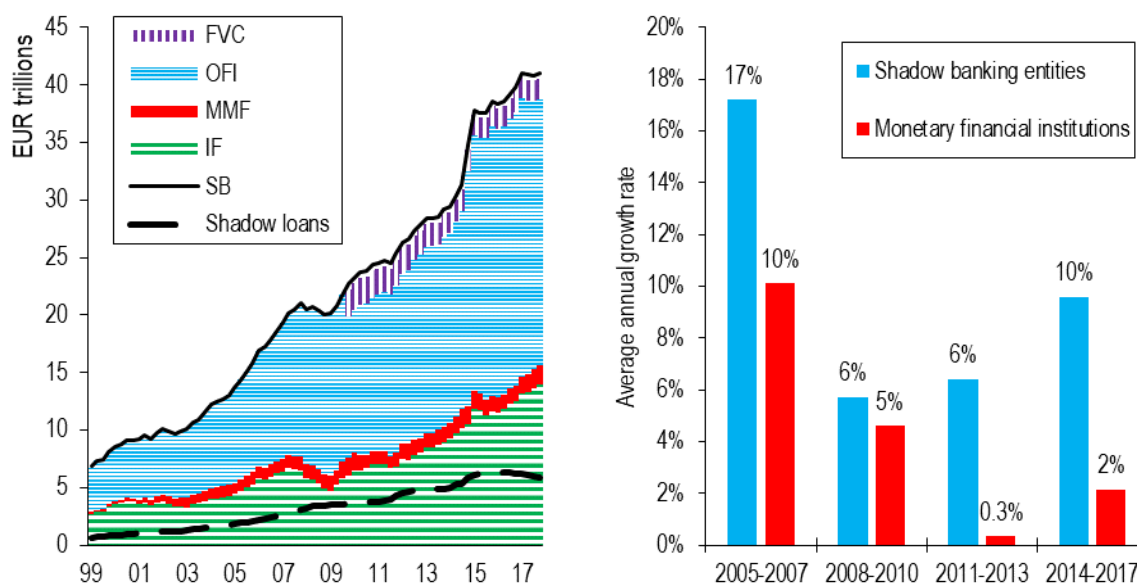 EUR trillions
45
40
35
30
25
20
15
10
5
0
FVC
OFI
MMF
IF
SB
Shadow loans
99 01 03 05 07 09 11 13 15 17
Average annual growth rate
20%
18%
16%
14%
12%
10%
8%
6%
4%
2%
0%
Shadow banking entities
Monetary financial institutions
17%
10%
6%
5%
6%
0.3%
10%
2%
2005-2007 2008-2010 2011-2013 2014-2017